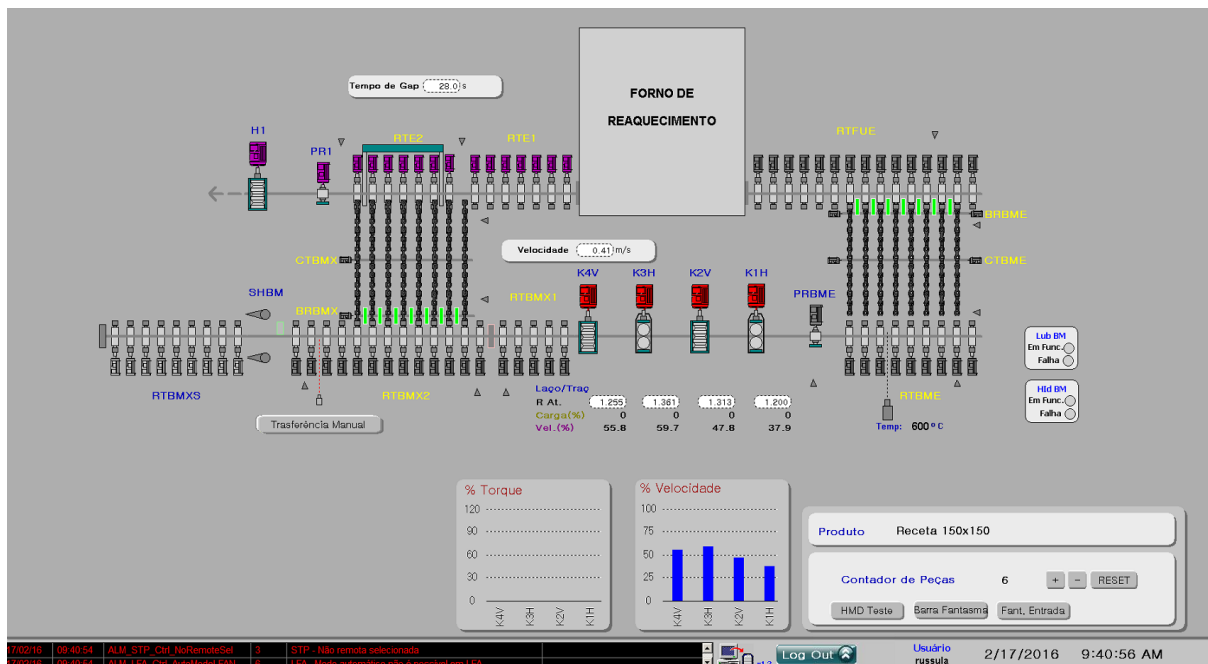 Tempo de Gap 28.0 s
FORNO DE
REAQUECIMENTO
H1
PR1
RTE2
RTE1
RTFUE
BRBME
Velocidade 0.41 m/s
CTBMX
CTBME
K4V K3H K2V K1H
SHBM
BRBMX
RTBMX1
PRBME
Lub BM
Em Func.
Falha
Hld BM
Em Func.
Falha
RTBMXS
RTBMX2
RTBME
Laço/Traç
R At. 1.255 1.361 1.313 1.200
Carga(%) 0 0 0 0
Vel.(%) 55.8 59.7 47.8 37.9
Temp: 600 º C
Trasferência Manual
% Torque
120
90
60
30
0
K4V K3H K2V K1H
% Velocidade
100
75
50
25
0
K4V K3H K2V K1H
Produto Receta 150x150
Contador de Peças 6 + - RESET
HMD Teste Barra Fantasma Fant. Entrada
17/02/16 09:40:54 ALM_STP_Ctrl_NoRemoteSel 3 STP - Não remota selecionada
Log Out
Usuário
russula
2/17/2016 9:40:56 AM